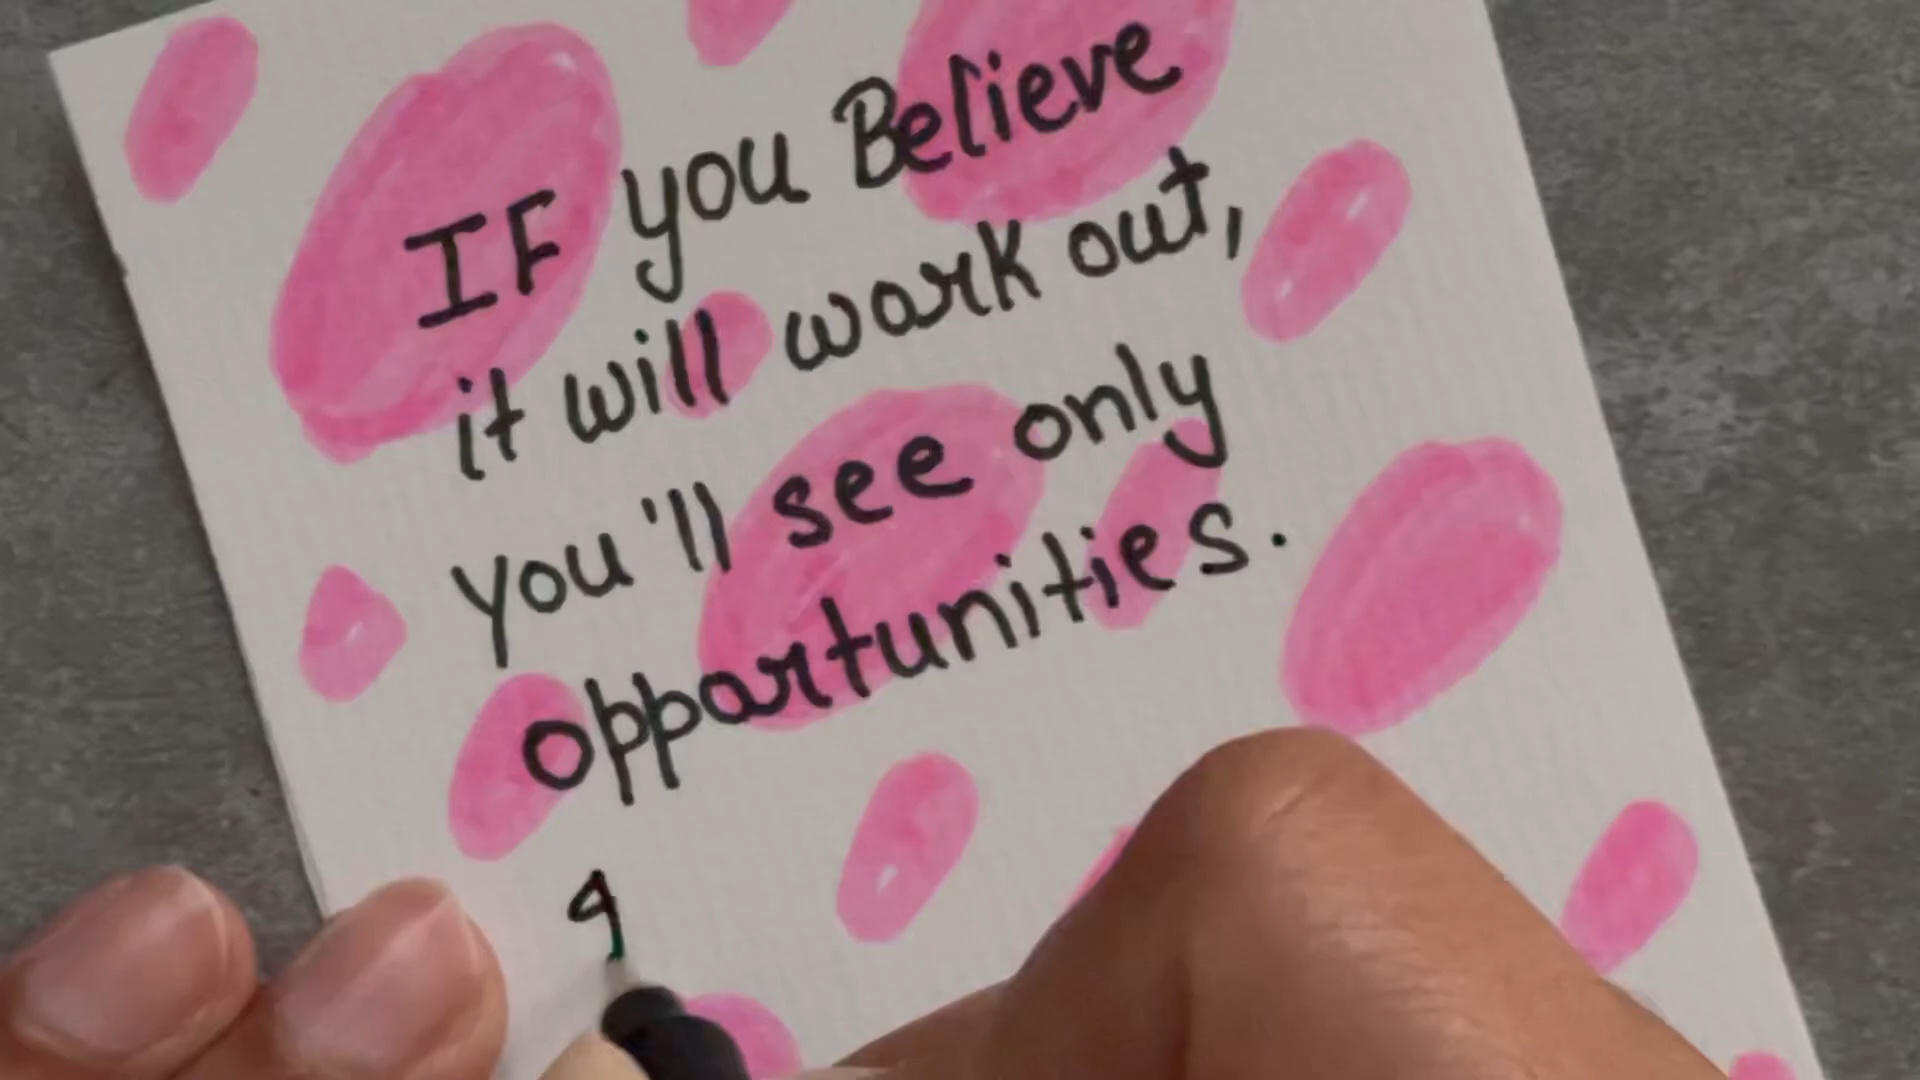 IF you Believe
it will work out,
you'll see only
opportunities.